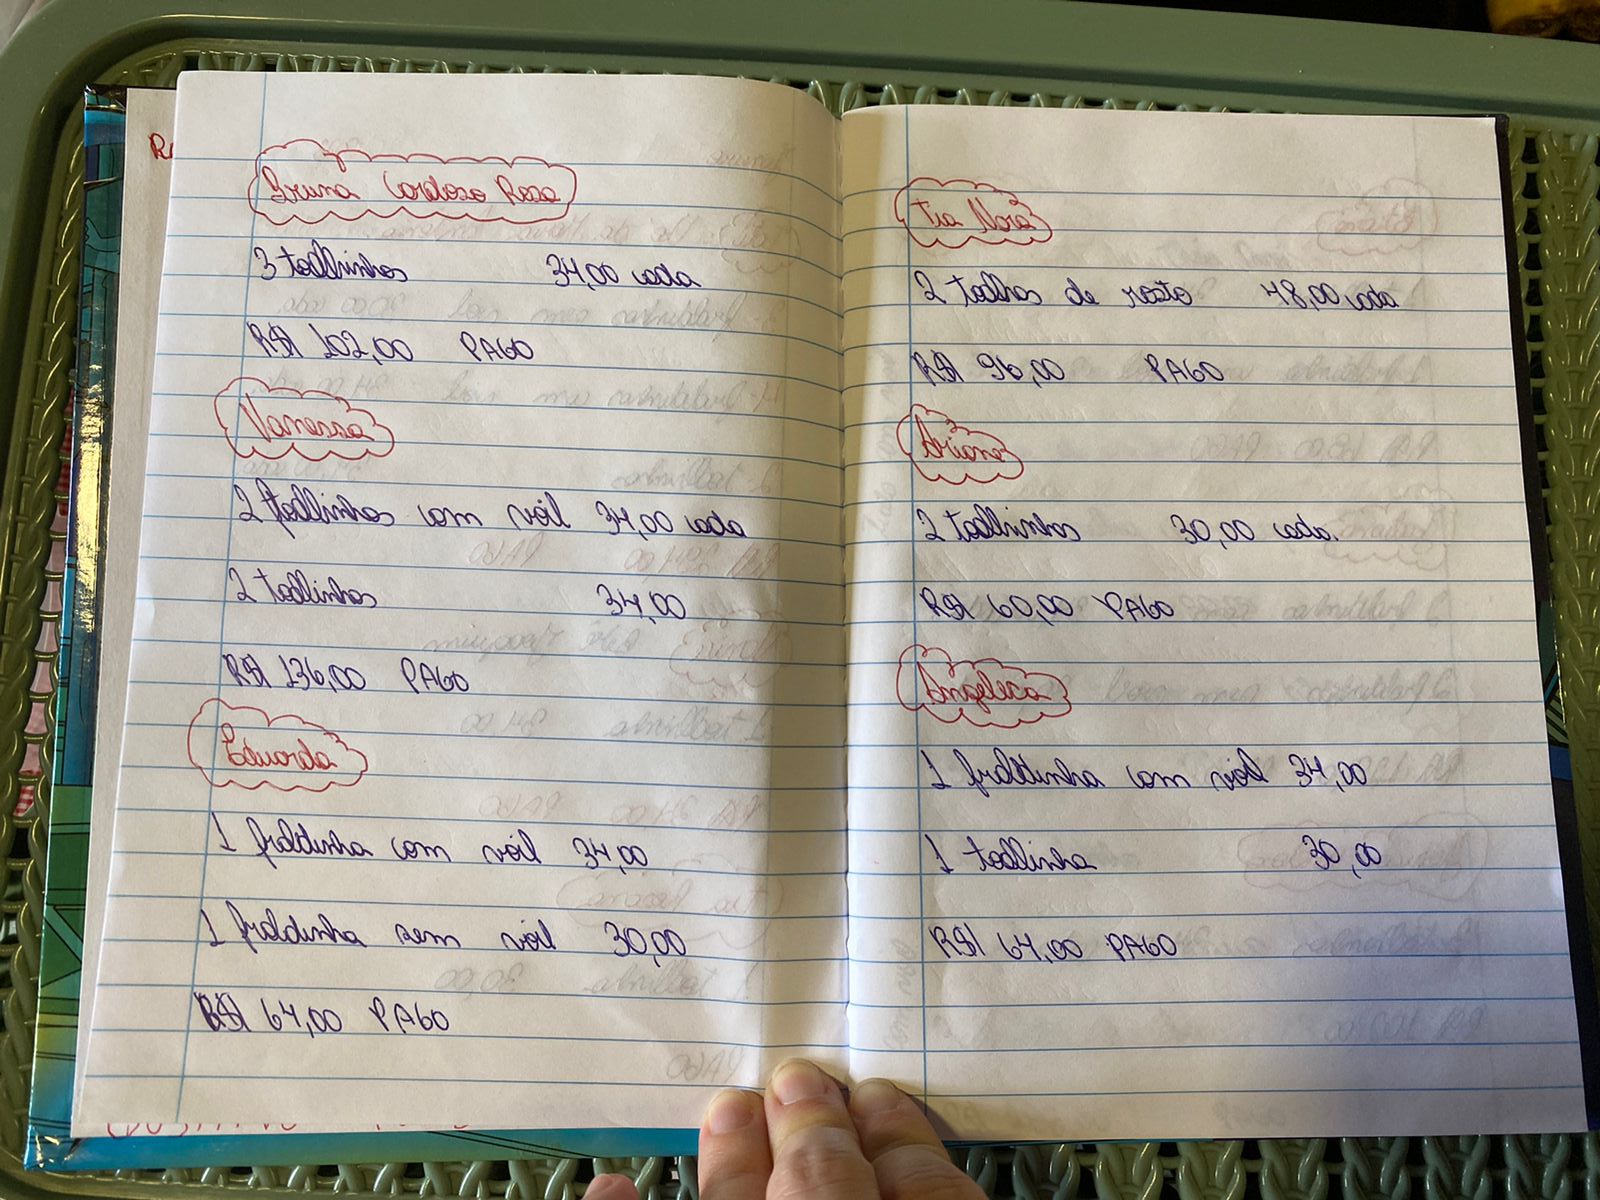 Bruna Cardoso Rosa
3 toalhinhas 34,00 cada
R$ 102,00 PAGO
Vanessa
2 fraldinhas com voil 34,00 cada
2 toalhinhas 34,00
R$ 136,00 PAGO
Eduarda
1 fraldinha com voil 34,00
1 fraldinha sem voil 30,00
R$ 64,00 PAGO
Tia Nora
2 toalhas de rosto 48,00 cada
R$ 96,00 PAGO
Ariane
2 toalhinhas 30,00 cada.
R$ 60,00 PAGO
Angelica
1 fraldinha com voil 34,00
1 toalhinha 30,00
R$ 64,00 PAGO